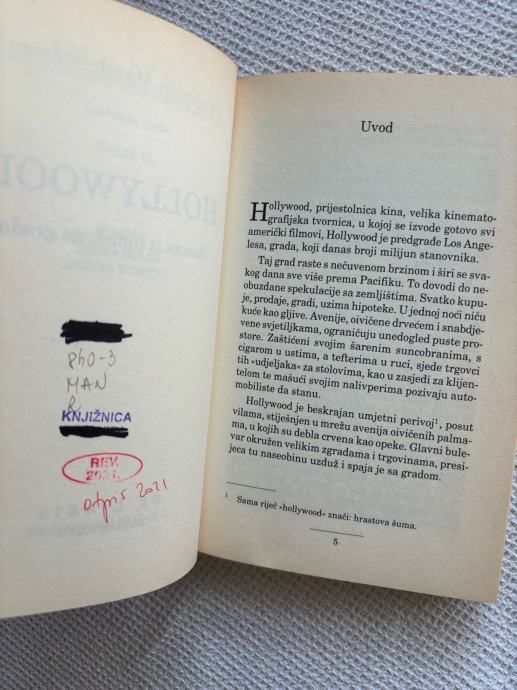 HOLLYWOOD
840-3
MAN
KNJIŽNICA
REV.
2021.
otpis 2021
Uvod
Hollywood, prijestolnica kina, velika kinemato-
grafijska tvornica, u kojoj se izvode gotovo svi
američki filmovi, Hollywood je predgrađe Los Ange-
lesa, grada, koji danas broji milijun stanovnika.
Taj grad raste s nečuvenom brzinom i širi se sva-
kog dana sve više prema Pacifiku. To dovodi do ne-
obuzdane spekulacije sa zemljištima. Svatko kupu-
je, prodaje, gradi, uzima hipoteke. U jednoj noći niču
kuće kao gljive. Avenije, oivičene drvećem i snabdje-
vene svjetiljkama, ograničuju unedogled puste pro-
store. Zaštićeni svojim šarenim suncobranima, s
cigarom u ustima, a tefterima u ruci, sjede trgovci
tih »udjeljaka« za stolovima, kao u zasjedi za klijen-
telom te mašući svojim nalivperima pozivaju auto-
mobiliste da stanu.
Hollywood je beskrajan umjetni perivoj¹, posut
vilama, stiješnjen u mrežu avenija oivičenih palma-
ma, u kojih su debla crvena kao opeke. Glavni bule-
var okružen velikim zgradama i trgovinama, presi-
jeca tu naseobinu uzduž i spaja je sa gradom.
¹ Sama riječ »hollywood« znači: hrastova šuma.
5